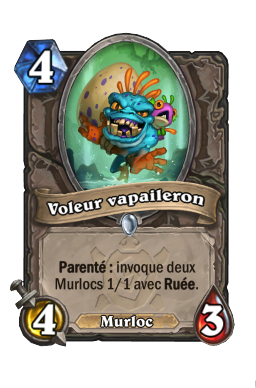 4
Voleur vapaileron
Parenté : invoque deux
Murlocs 1/1 avec Ruée.
4
Murloc
3